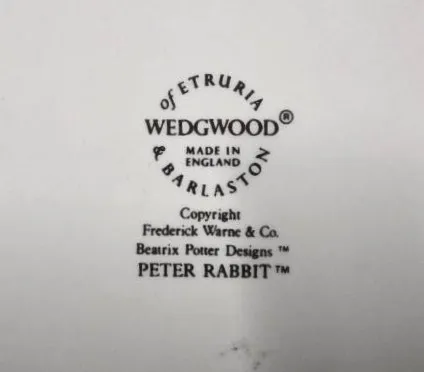 of ETRURIA
WEDGWOOD®
MADE IN
ENGLAND
& BARLASTON
Copyright
Frederick Warne & Co.
Beatrix Potter Designs ™
PETER RABBIT ™